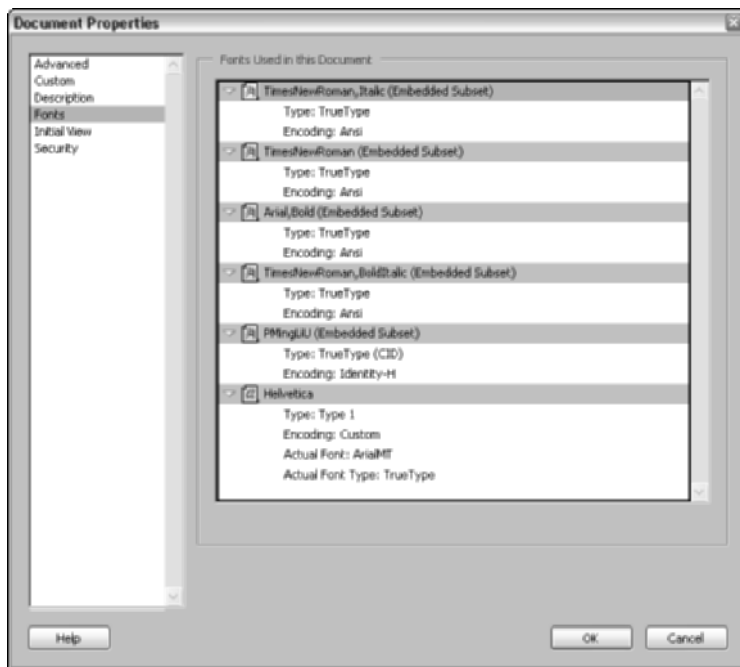 Document Properties
Advanced
Custom
Description
Fonts
Initial View
Security
Fonts Used in this Document
TimesNewRoman,Italic (Embedded Subset)
Type: TrueType
Encoding: Ansi
TimesNewRoman (Embedded Subset)
Type: TrueType
Encoding: Ansi
Arial,Bold (Embedded Subset)
Type: TrueType
Encoding: Ansi
TimesNewRoman,BoldItalic (Embedded Subset)
Type: TrueType
Encoding: Ansi
PMingLiU (Embedded Subset)
Type: TrueType (CID)
Encoding: Identity-H
Helvetica
Type: Type 1
Encoding: Custom
Actual Font: ArialMT
Actual Font Type: TrueType
Help
OK
Cancel